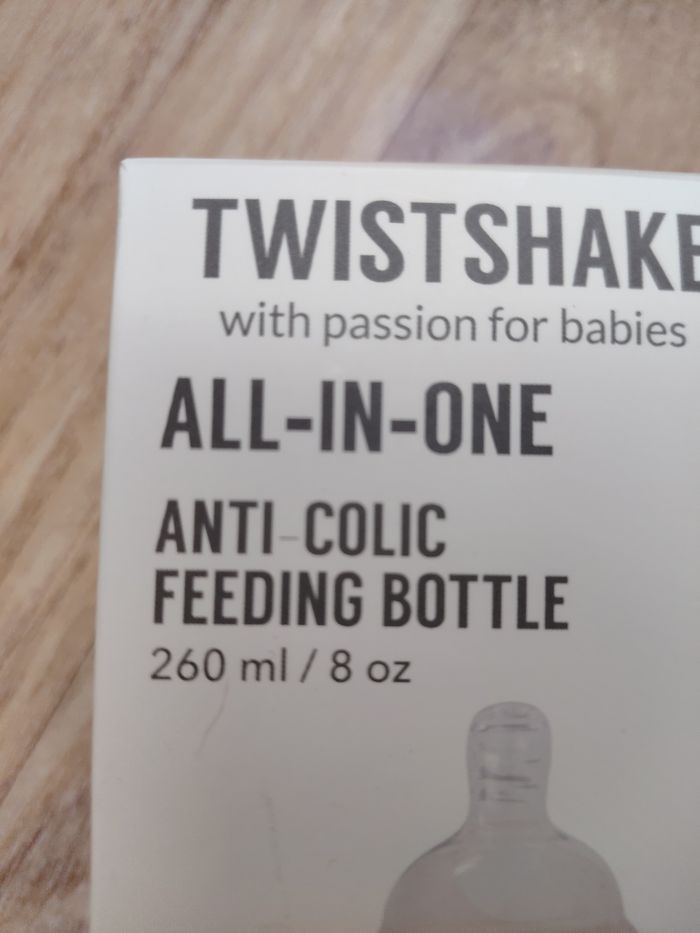 TWISTSHAKE
with passion for babies
ALL-IN-ONE
ANTI-COLIC
FEEDING BOTTLE
260 ml / 8 oz